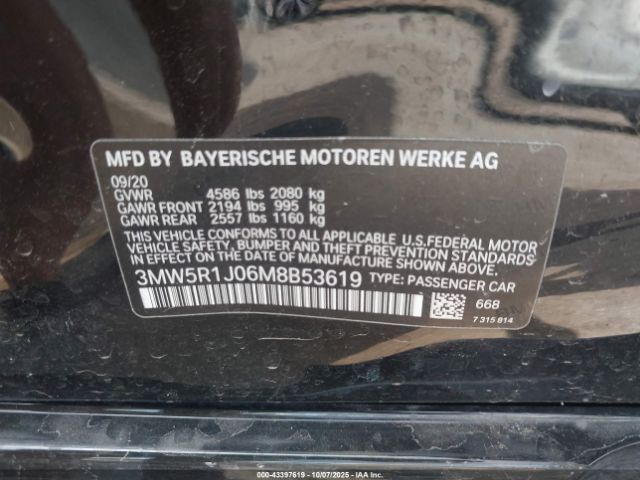 MFD BY BAYERISCHE MOTOREN WERKE AG
09/20
GVWR 4586 lbs 2080 kg
GAWR FRONT 2194 lbs 995 kg
GAWR REAR 2557 lbs 1160 kg
THIS VEHICLE CONFORMS TO ALL APPLICABLE U.S.FEDERAL MOTOR
VEHICLE SAFETY, BUMPER AND THEFT PREVENTION STANDARDS
IN EFFECT ON THE DATE OF MANUFACTURE SHOWN ABOVE.
3MW5R1J06M8B53619 TYPE: PASSENGER CAR
668
7 315 814
000-43397619 - 10/07/2025 - COPYRIGHT IAA, LLC.